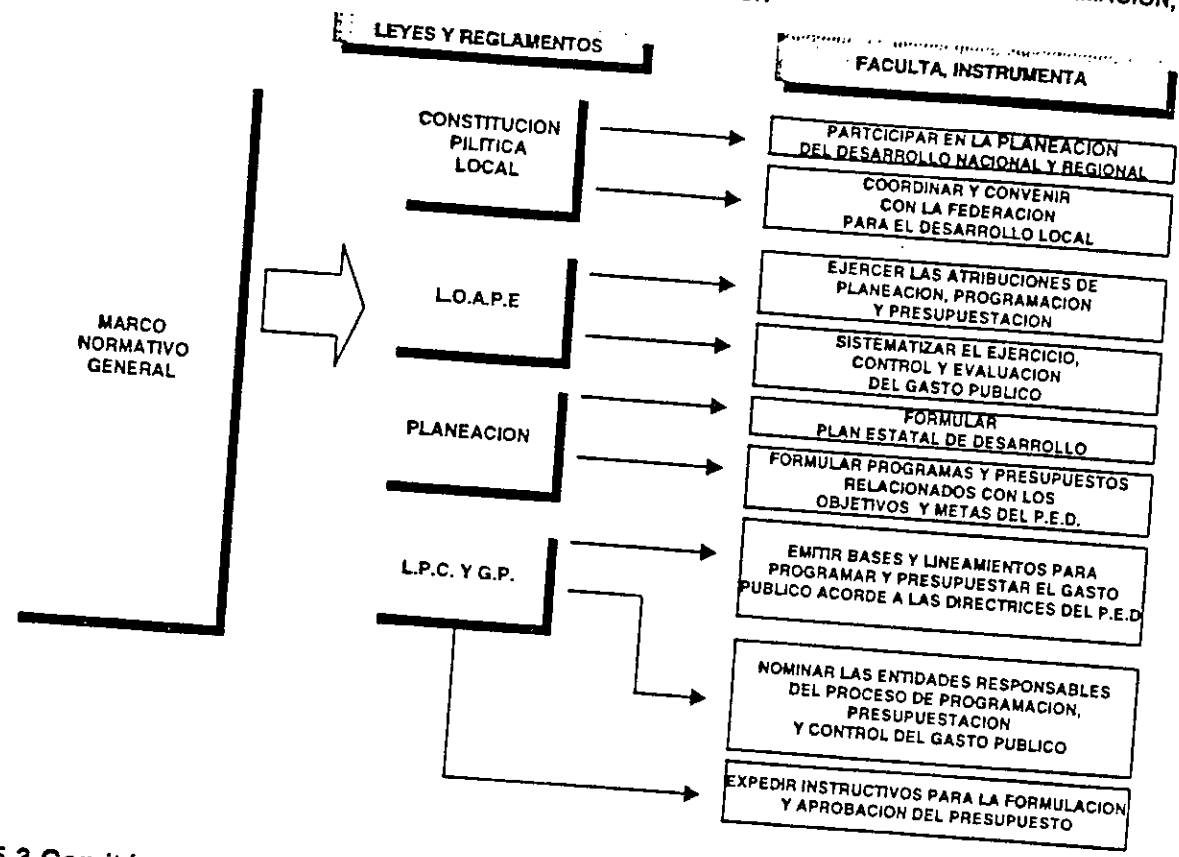 LEYES Y REGLAMENTOS
FACULTA, INSTRUMENTA
MARCO
NORMATIVO
GENERAL
CONSTITUCION
PILITICA
LOCAL
PARTCICIPAR EN LA PLANEACION
DEL DESARROLLO NACIONAL Y REGIONAL
COORDINAR Y CONVENIR
CON LA FEDERACION
PARA EL DESARROLLO LOCAL
L.O.A.P.E
EJERCER LAS ATRIBUCIONES DE
PLANEACION, PROGRAMACION
Y PRESUPUESTACION
SISTEMATIZAR EL EJERCICIO,
CONTROL Y EVALUACION
DEL GASTO PUBLICO
PLANEACION
FORMULAR
PLAN ESTATAL DE DESARROLLO
FORMULAR PROGRAMAS Y PRESUPUESTOS
RELACIONADOS CON LOS
OBJETIVOS Y METAS DEL P.E.D.
L.P.C. Y G.P.
EMITIR BASES Y LINEAMIENTOS PARA
PROGRAMAR Y PRESUPUESTAR EL GASTO
PUBLICO ACORDE A LAS DIRECTRICES DEL P.E.D
NOMINAR LAS ENTIDADES RESPONSABLES
DEL PROCESO DE PROGRAMACION,
PRESUPUESTACION
Y CONTROL DEL GASTO PUBLICO
EXPEDIR INSTRUCTIVOS PARA LA FORMULACION
Y APROBACION DEL PRESUPUESTO